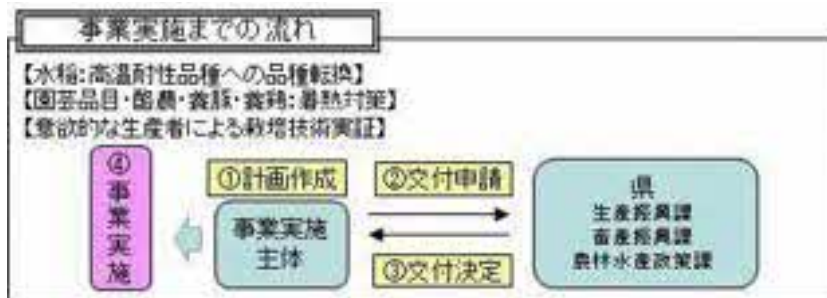 事業実施までの流れ
【水稲:高温耐性品種への品種転換】
【園芸品目・酪農・養豚・養鶏:暑熱対策】
【意欲的な生産者による栽培技術実証】
④事業実施
①計画作成
②交付申請
事業実施
主体
③交付決定
県
生産振興課
畜産振興課
農林水産政策課